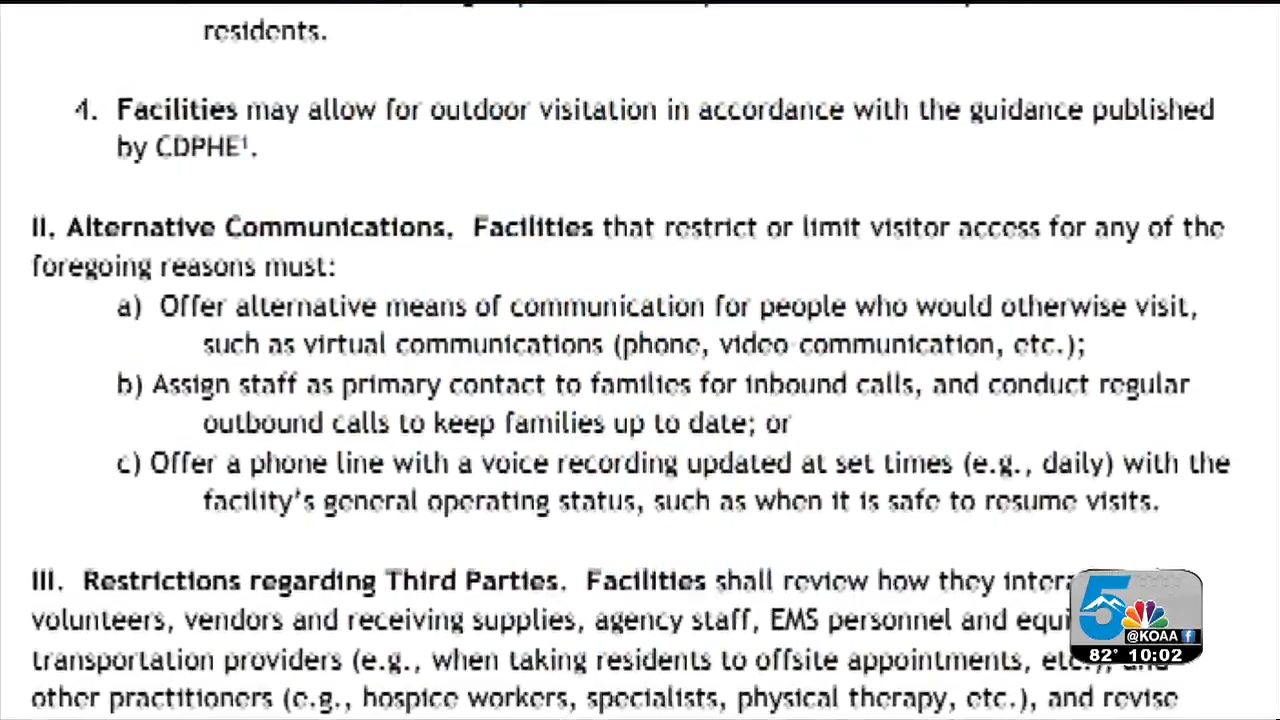 residents.
4. Facilities may allow for outdoor visitation in accordance with the guidance published
by CDPHE¹.
II. Alternative Communications. Facilities that restrict or limit visitor access for any of the
foregoing reasons must:
a) Offer alternative means of communication for people who would otherwise visit,
such as virtual communications (phone, video communication, etc.);
b) Assign staff as primary contact to families for inbound calls, and conduct regular
outbound calls to keep families up to date; or
c) Offer a phone line with a voice recording updated at set times (e.g., daily) with the
facility's general operating status, such as when it is safe to resume visits.
III. Restrictions regarding Third Parties. Facilities shall review how they
volunteers, vendors and receiving supplies, agency staff, EMS personnel and
transportation providers (e.g., when taking residents to offsite appointments, etc.), and
other practitioners (e.g., hospice workers, specialists, physical therapy, etc.), and revise
5
@KOAA f
82° 10:02